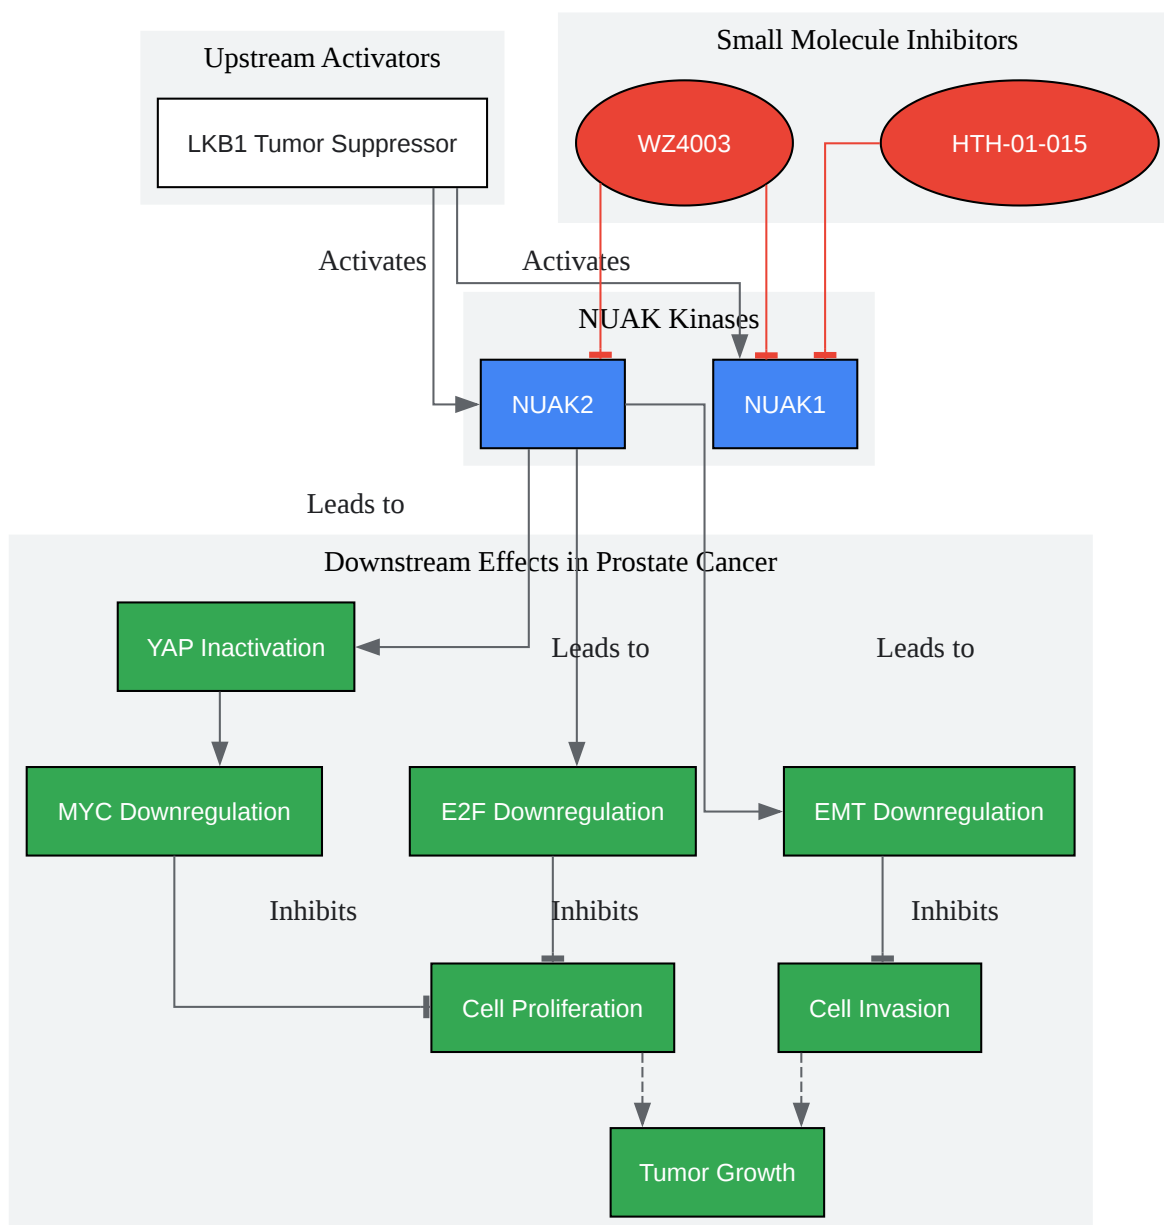 Upstream Activators
Small Molecule Inhibitors
LKB1 Tumor Suppressor
WZ4003
HTH-01-015
Activates
Activates
NUAK Kinases
NUAK2
NUAK1
Leads to
Downstream Effects in Prostate Cancer
YAP Inactivation
Leads to
Leads to
MYC Downregulation
E2F Downregulation
EMT Downregulation
Inhibits
Inhibits
Inhibits
Cell Proliferation
Cell Invasion
Tumor Growth